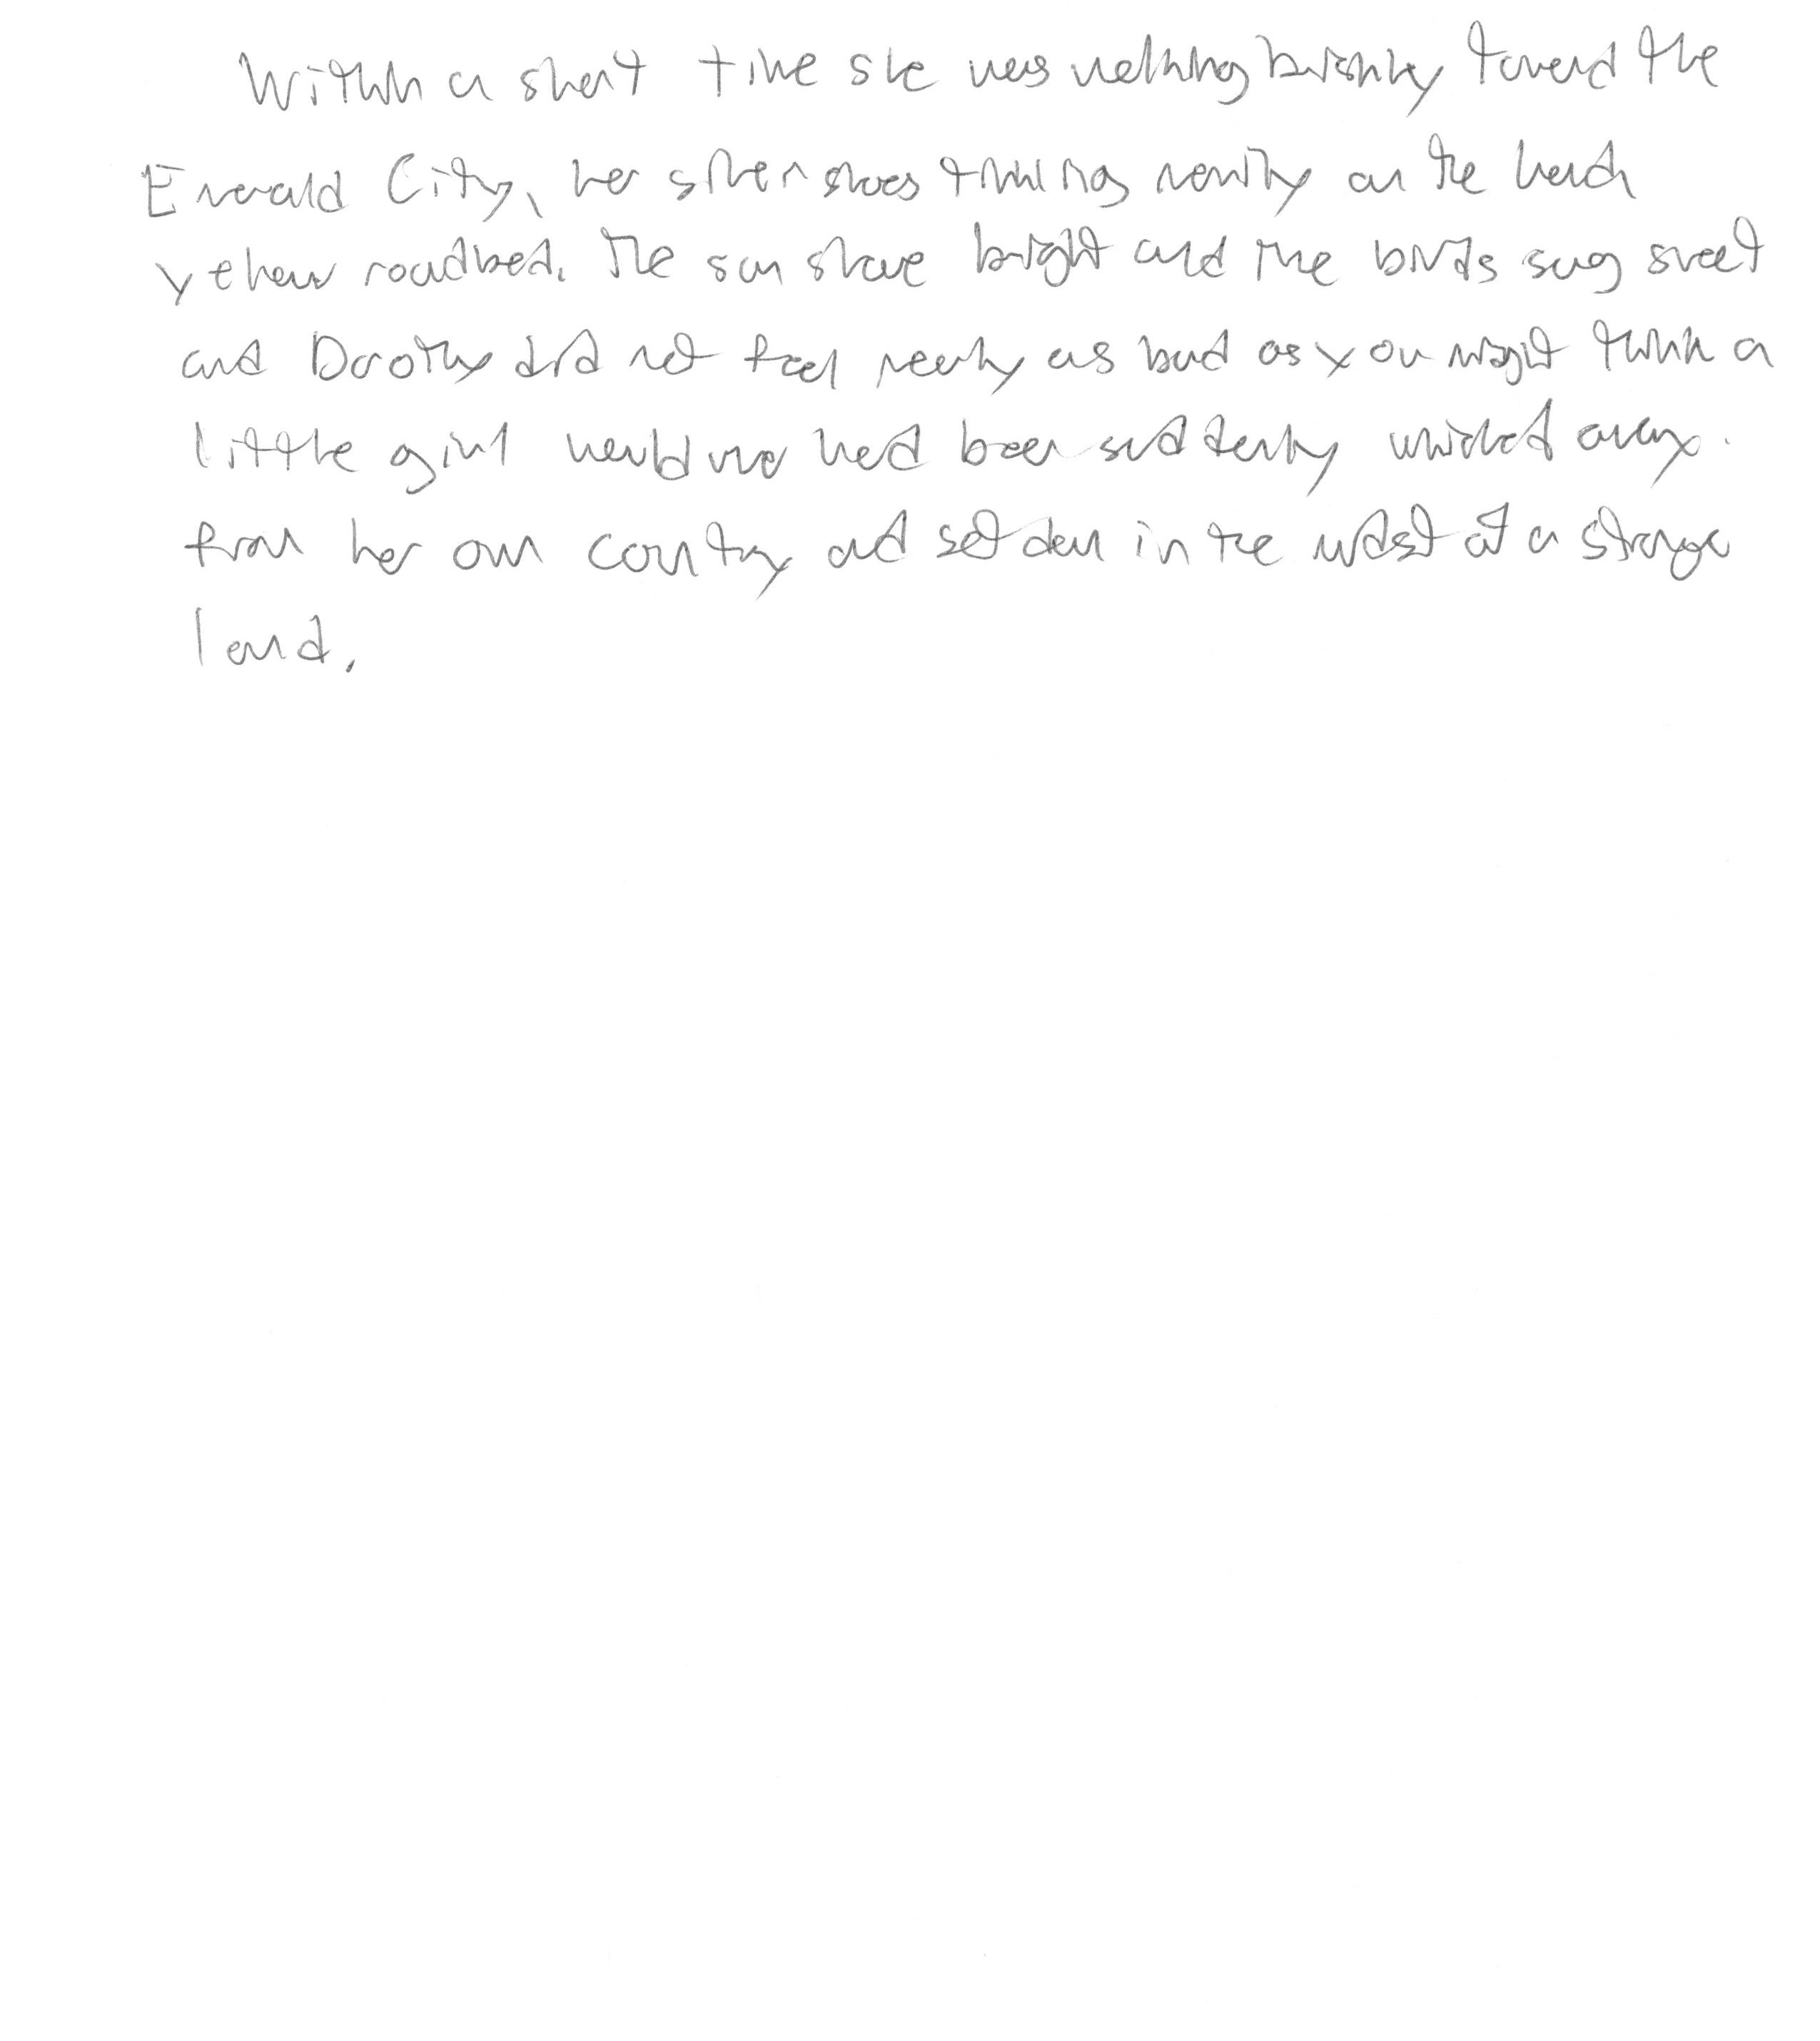 Within a short time she was walking briskly toward the
Emerald City, her silver shoes tinkling merrily on the hard
yellow roadbed. The sun shone bright and the birds sang sweet
and Dorothy did not feel nearly as bad as you might think a
little girl would who had been suddenly whisked away
from her own country and set down in the midst of a strange
land.